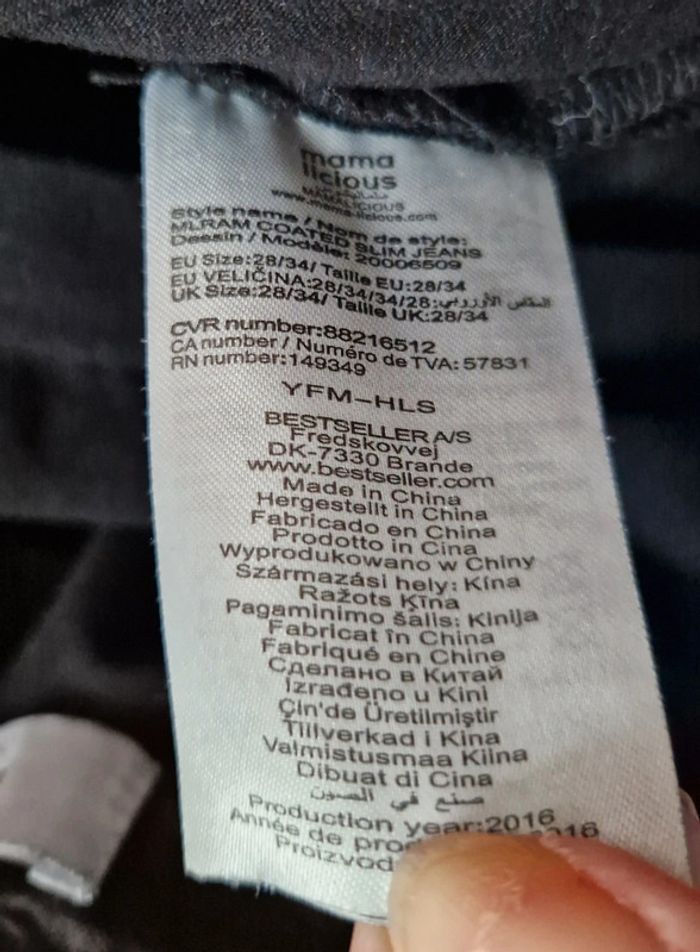 mama
licious
MAMALICIOUS
www.mama-licious.com
Style name / Nom de style:
MLRAM COATED SLIM JEANS
Dessin / Modèle: 20006509
EU Size:28/34/ Taille EU:28/34
EU VELIČINA:28/34/34/28:المقاس الأوروبي
UK Size:28/34/ Taille UK:28/34
CVR number:88216512
CA number / Numéro de TVA: 57831
RN number:149349
YFM-HLS
BESTSELLER A/S
Fredskovvej
DK-7330 Brande
www.bestseller.com
Made in China
Hergestellt in China
Fabricado en China
Prodotto in Cina
Wyprodukowano w Chiny
Származási hely: Kína
Ražots Ķīna
Pagaminimo šalis: Kinija
Fabricat în China
Fabriqué en Chine
Сделано в Китай
Izrađeno u Kini
Çin'de Üretilmiştir
Tillverkad i Kina
Valmistusmaa Kiina
Dibuat di Cina
صنع في الصين
Production year:2016
Année de
Proizvod